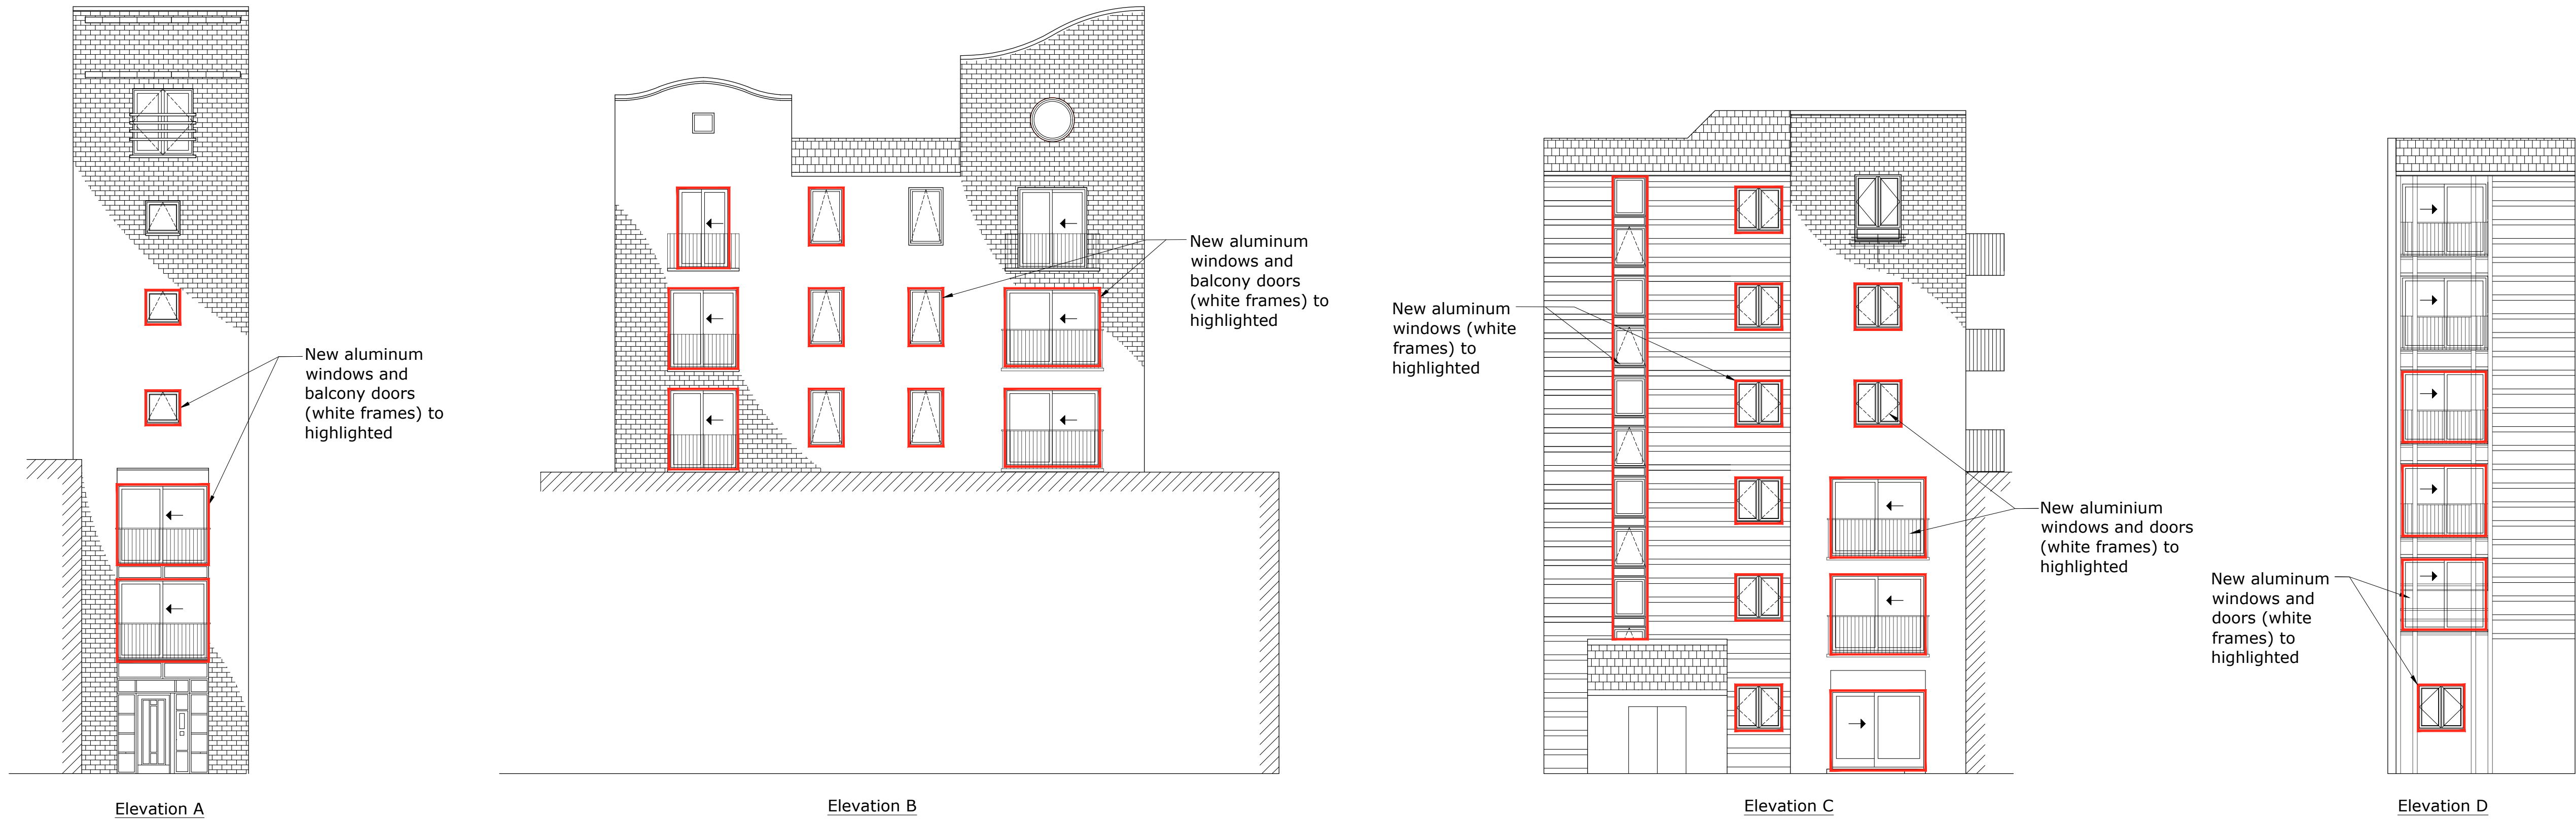 New aluminum
windows and
balcony doors
(white frames) to
highlighted
Elevation A
New aluminum
windows and
balcony doors
(white frames) to
highlighted
Elevation B
New aluminum
windows (white
frames) to
highlighted
New aluminium
windows and doors
(white frames) to
highlighted
Elevation C
New aluminum
windows and
doors (white
frames) to
highlighted
Elevation D